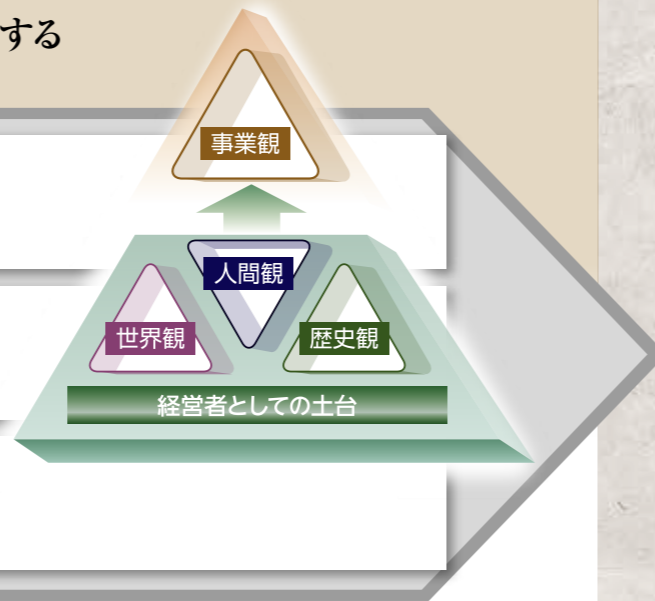 する
事業観
人間観
世界観
歴史観
経営者としての土台